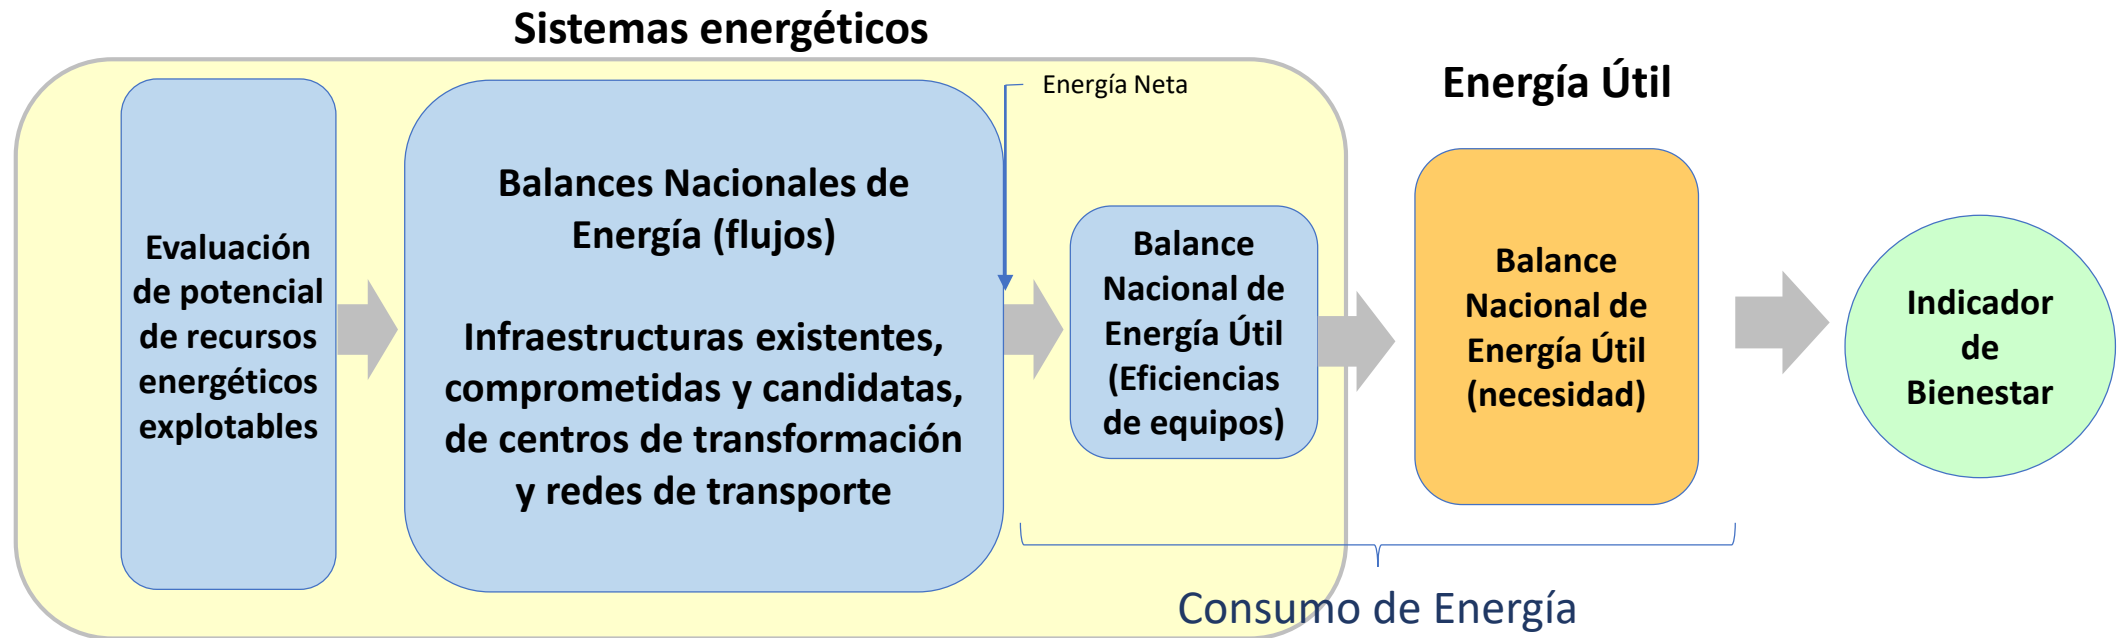 Sistemas energéticos
Energía Neta
Energía Útil
Evaluación
de potencial
de recursos
energéticos
explotables
Balances Nacionales de
Energía (flujos)
Infraestructuras existentes,
comprometidas y candidatas,
de centros de transformación
y redes de transporte
Balance
Nacional de
Energía Útil
(Eficiencias
de equipos)
Balance
Nacional de
Energía Útil
(necesidad)
Indicador
de
Bienestar
Consumo de Energía